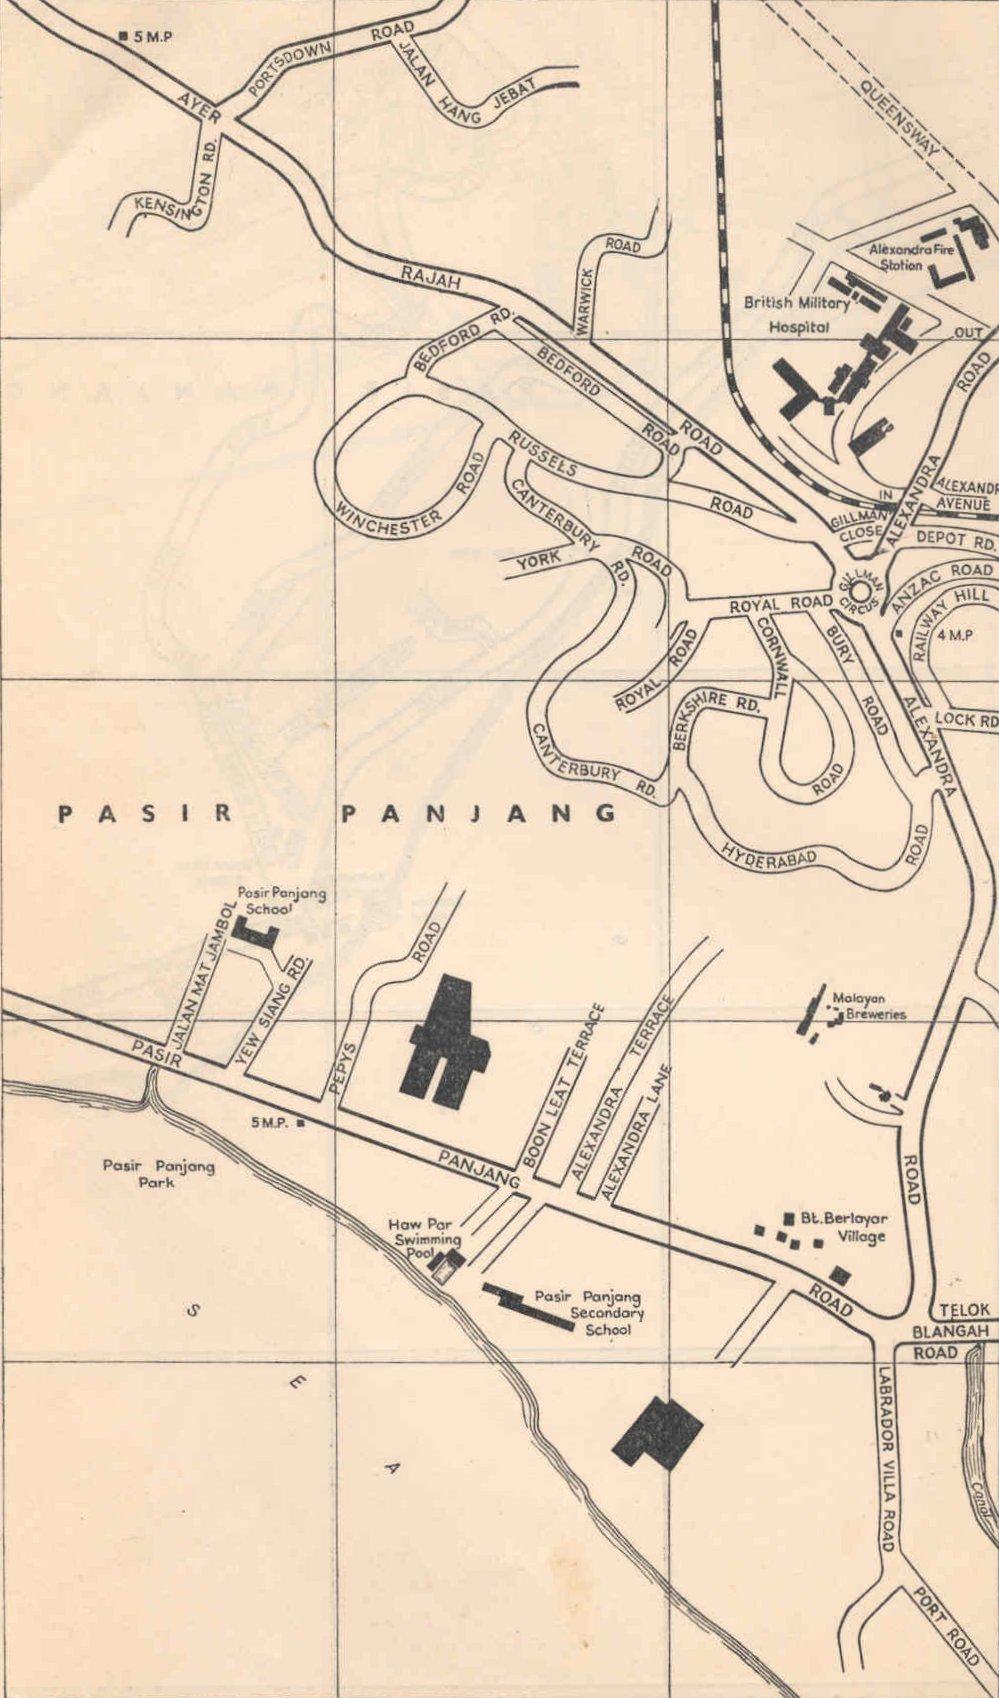 5 M.P
PORTSDOWN ROAD
JALAN HANG JEBAT
AYER
KENSINGTON RD.
QUEENSWAY
RAJAH
WARWICK ROAD
Alexandra Fire
Station
British Military
Hospital
OUT
ROAD
BEDFORD RD.
BEDFORD
ROAD
ROAD
RUSSELS
ROAD
WINCHESTER
ROAD
CANTERBURY
ROAD
YORK
RD.
IN
ALEXANDRA
ALEXANDR
AVENUE
GILLMAN
CLOSE
DEPOT RD.
GILLMAN
CIRCUS
ANZAC ROAD
RAILWAY HILL
4 M.P
ROYAL ROAD
ROYAL ROAD
CORNWALL
ROAD
BURY
ROAD
BERKSHIRE RD.
ALEXANDRA
LOCK RD
CANTERBURY
RD.
HYDERABAD
ROAD
PASIR PANJANG
Pasir Panjang
School
JALAN MAT JAMBOL
YEW SIANG RD.
PEPYS
ROAD
PASIR
5 M.P.
PANJANG
BOON LEAT TERRACE
ALEXANDRA TERRACE
ALEXANDRA LANE
Malayan
Breweries
ROAD
Pasir Panjang
Park
Haw Par
Swimming
Pool
Pasir Panjang
Secondary
School
Bt. Berlayar
Village
ROAD
TELOK
BLANGAH
ROAD
LABRADOR VILLA ROAD
Canal
PORT ROAD
S E A